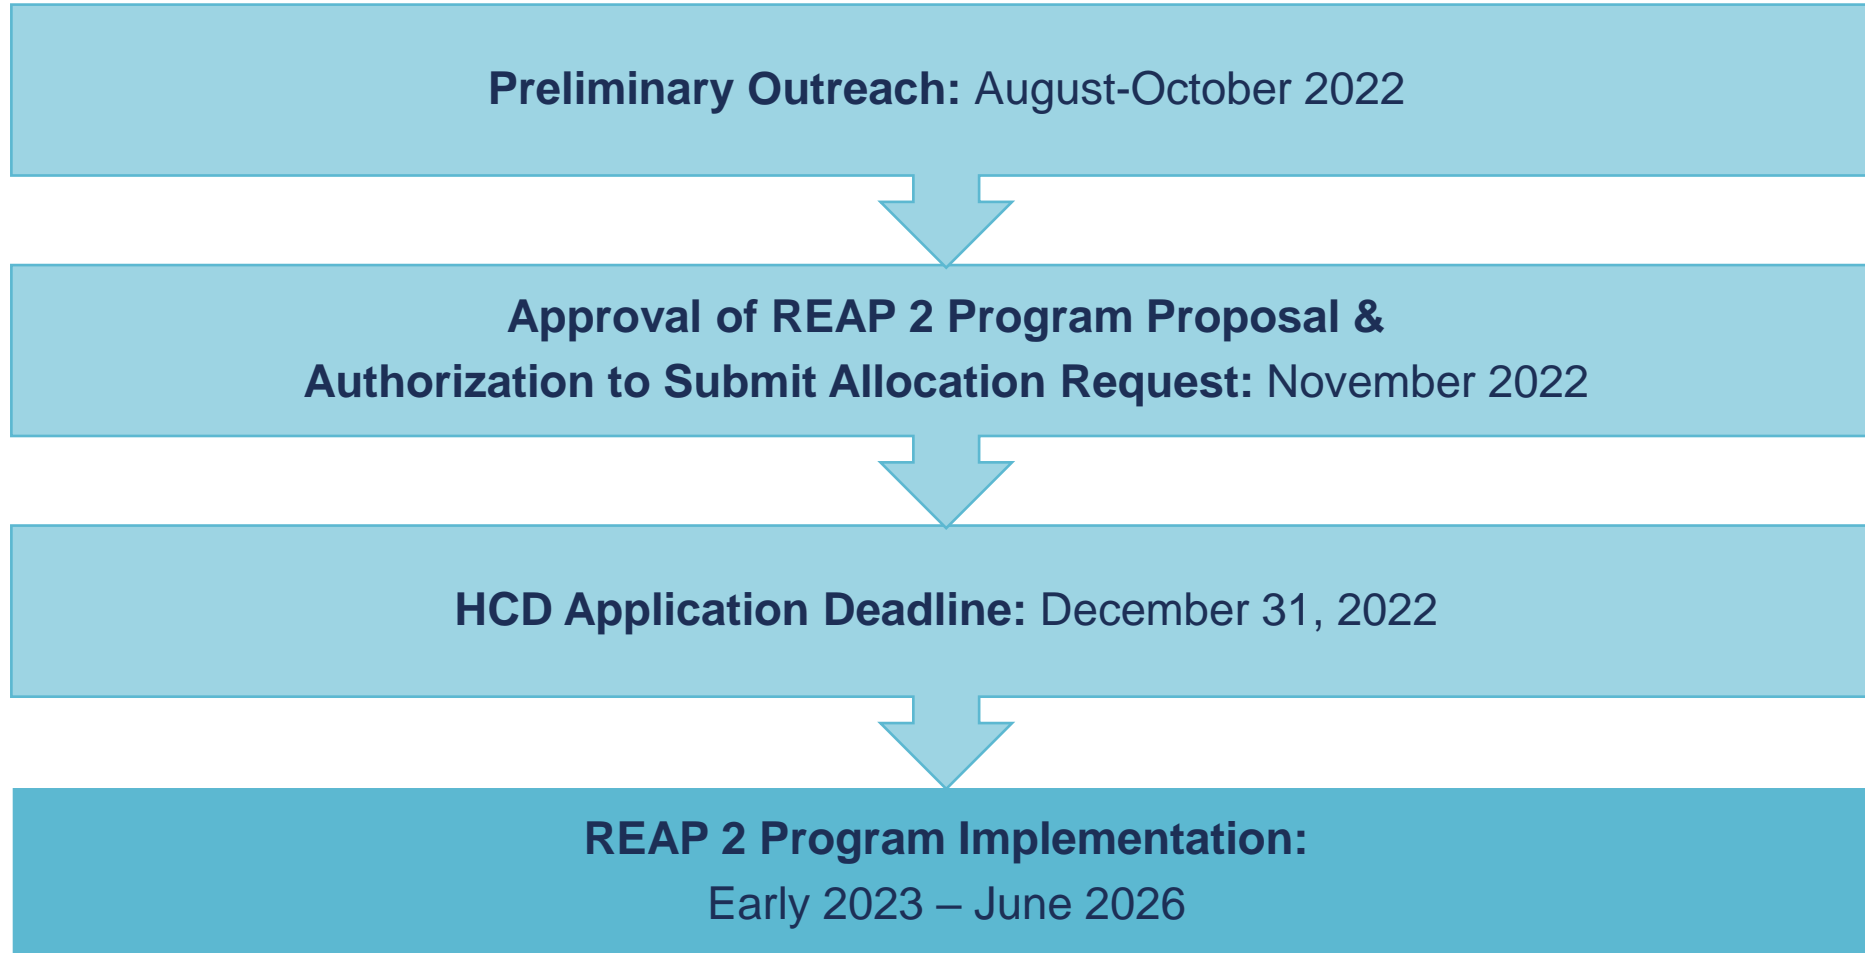 Preliminary Outreach: August-October 2022
Approval of REAP 2 Program Proposal &
Authorization to Submit Allocation Request: November 2022
HCD Application Deadline: December 31, 2022
REAP 2 Program Implementation:
Early 2023 – June 2026